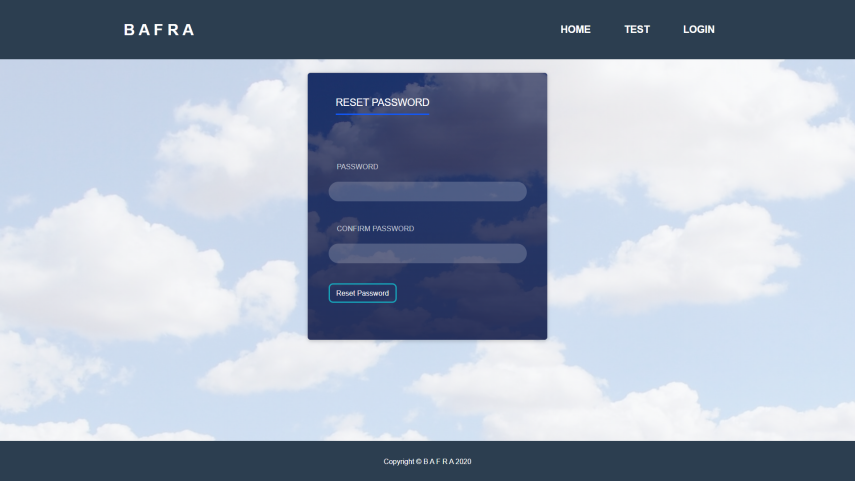 B A F R A
HOME TEST LOGIN
RESET PASSWORD
PASSWORD
CONFIRM PASSWORD
Reset Password
Copyright © B A F R A 2020